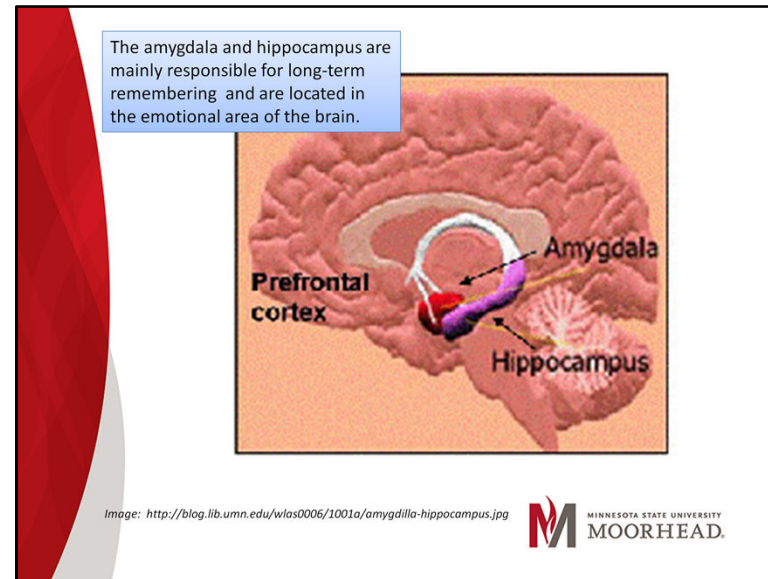 The amygdala and hippocampus are
mainly responsible for long-term
remembering and are located in
the emotional area of the brain.
Amygdala
Prefrontal
cortex
Hippocampus
Image: http://blog.lib.umn.edu/wlas0006/1001a/amygdilla-hippocampus.jpg
MINNESOTA STATE UNIVERSITY
MOORHEAD.